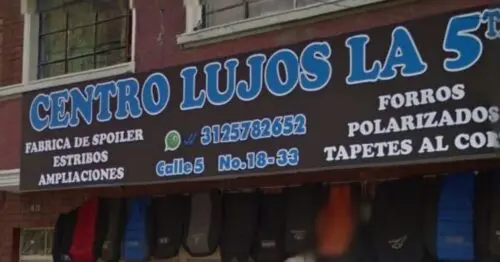 CENTRO LUJOS LA 5TA
FABRICA DE SPOILER
ESTRIBOS
AMPLIACIONES
3125782652
Calle 5 No.18-33
FORROS
POLARIZADOS
TAPETES AL